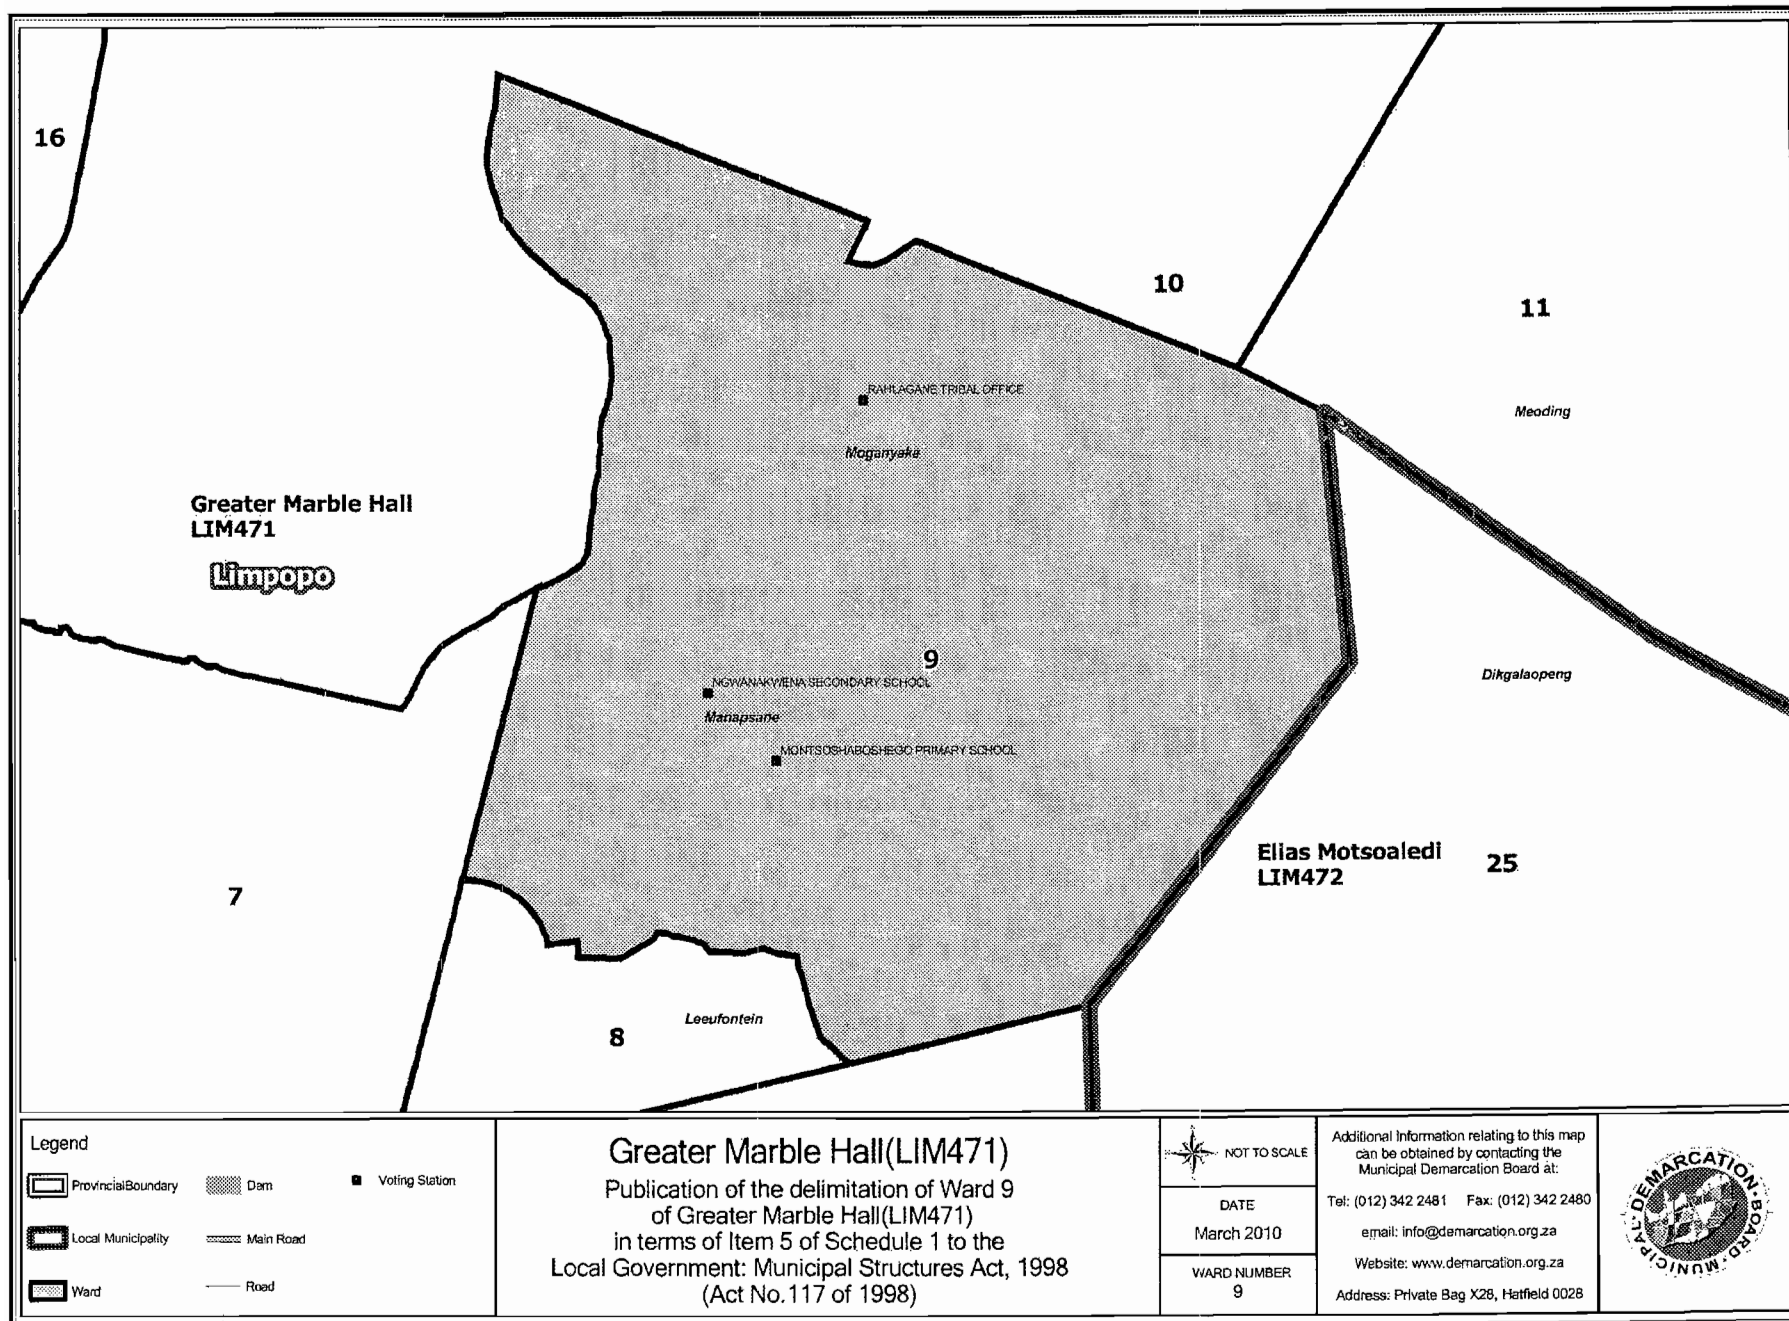 16
10
11
RAHLAGANE TRIBAL OFFICE
Meoding
Moganyaka
Greater Marble Hall
LIM471
Limpopo
9
Dikgalaopeng
NGWANAKWENA SECONDARY SCHOOL
Manapsane
MONTSOSHABOSHEGO PRIMARY SCHOOL
Elias Motsoaledi
LIM472
25
7
Leeufontein
8
Legend
ProvincialBoundary
Dam
Voting Station
Local Municipality
Main Road
Ward
Road
Greater Marble Hall(LIM471)
Publication of the delimitation of Ward 9
of Greater Marble Hall(LIM471)
in terms of Item 5 of Schedule 1 to the
Local Government: Municipal Structures Act, 1998
(Act No.117 of 1998)
NOT TO SCALE
DATE
March 2010
WARD NUMBER
9
Additional Information relating to this map
can be obtained by contacting the
Municipal Demarcation Board at:
Tel: (012) 342 2481 Fax: (012) 342 2480
email: info@demarcation.org.za
Website: www.demarcation.org.za
Address: Private Bag X28, Hatfield 0028
MUNICIPAL·DEMARCATION·BOARD·